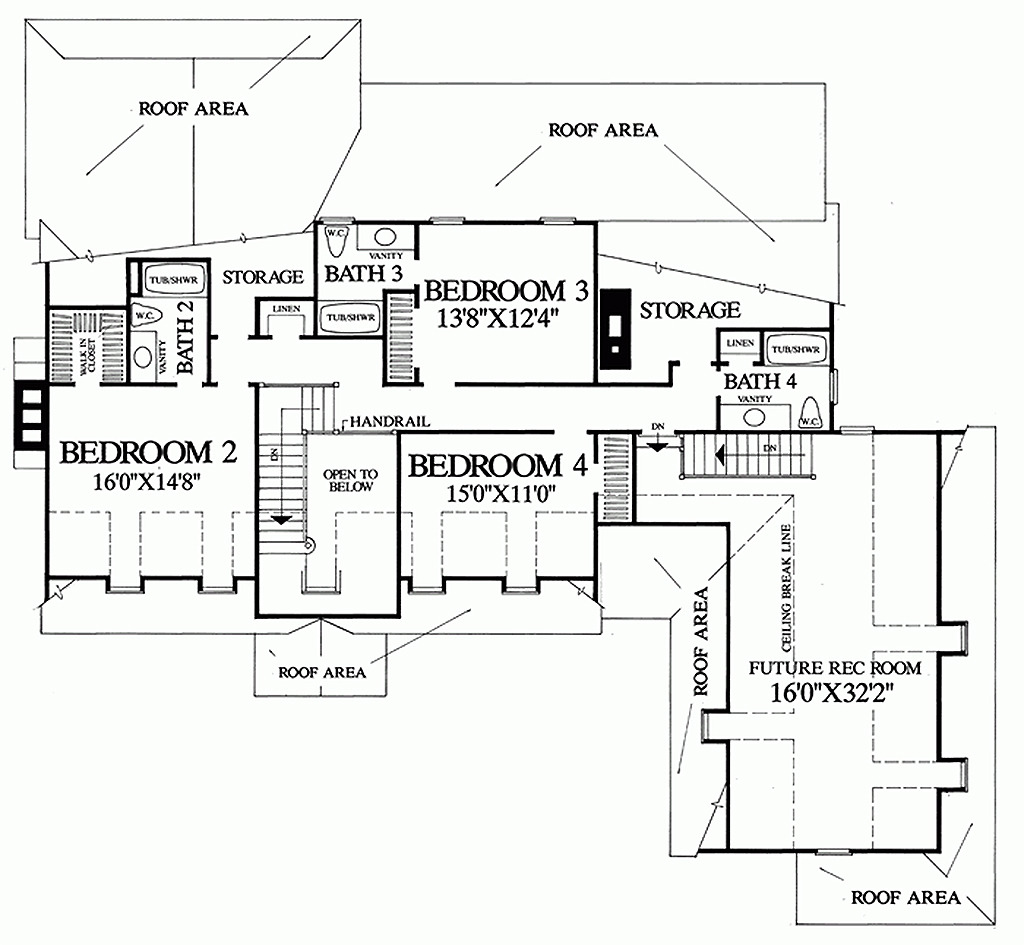 ROOF AREA
ROOF AREA
W.C.
VANITY
BATH 3
TUB/SHWR
STORAGE
TUB/SHWR
W.C.
VANITY
BATH 2
LINEN
WALK IN
CLOSET
BEDROOM 3
13'8"X12'4"
STORAGE
LINEN
TUB/SHWR
BATH 4
VANITY
W.C.
HANDRAIL
DN
DN
DN
BEDROOM 2
16'0"X14'8"
OPEN TO
BELOW
BEDROOM 4
15'0"X11'0"
CEILING BREAK LINE
ROOF AREA
ROOF AREA
FUTURE REC ROOM
16'0"X32'2"
ROOF AREA